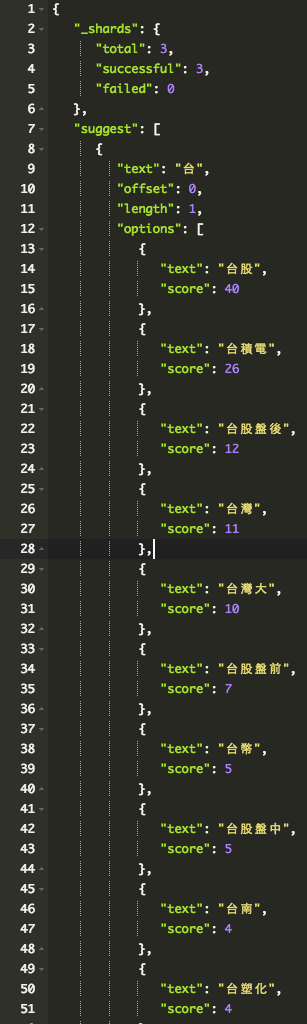 1 {
2 "_shards": {
3 "total": 3,
4 "successful": 3,
5 "failed": 0
6 },
7 "suggest": [
8 {
9 "text": "台",
10 "offset": 0,
11 "length": 1,
12 "options": [
13 {
14 "text": "台股",
15 "score": 40
16 },
17 {
18 "text": "台積電",
19 "score": 26
20 },
21 {
22 "text": "台股盤後",
23 "score": 12
24 },
25 {
26 "text": "台灣",
27 "score": 11
28 },
29 {
30 "text": "台灣大",
31 "score": 10
32 },
33 {
34 "text": "台股盤前",
35 "score": 7
36 },
37 {
38 "text": "台幣",
39 "score": 5
40 },
41 {
42 "text": "台股盤中",
43 "score": 5
44 },
45 {
46 "text": "台南",
47 "score": 4
48 },
49 {
50 "text": "台塑化",
51 "score": 4